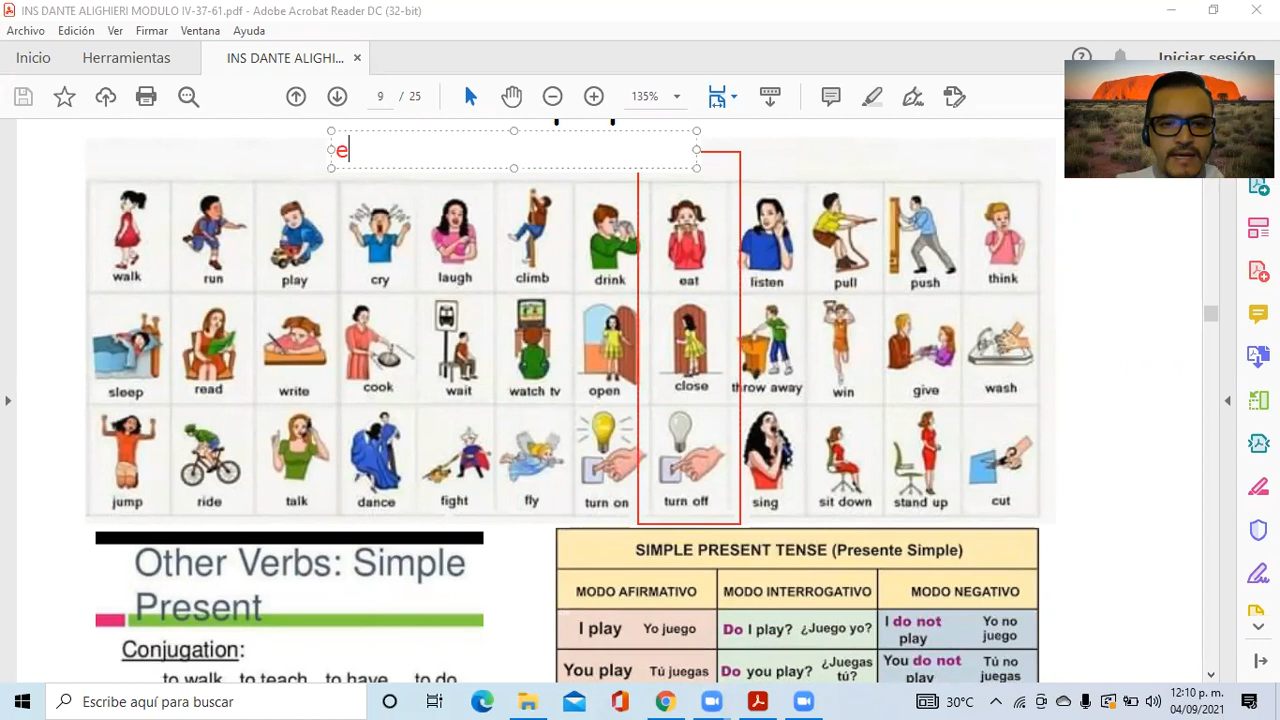 INS DANTE ALIGHIERI MODULO IV-37-61.pdf - Adobe Acrobat Reader DC (32-bit)
Archivo Edición Ver Firmar Ventana Ayuda
Inicio Herramientas INS DANTE ALIGHI... × Iniciar sesión
9 / 25 135%
e
walk run play cry laugh climb drink eat listen pull push think
sleep read write cook wait watch tv open close throw away win give wash
jump ride talk dance fight fly turn on turn off sing sit down stand up cut
Other Verbs: Simple
Present
Conjugation:
to walk to teach to have to do
SIMPLE PRESENT TENSE (Presente Simple)
MODO AFIRMATIVO MODO INTERROGATIVO MODO NEGATIVO
I play Yo juego Do I play? ¿Juego yo? I do not play Yo no juego
You play Tú juegas Do you play? ¿Juegas tú? You do not play Tú no juegas
Escribe aquí para buscar
30°C
12:10 p. m.
04/09/2021